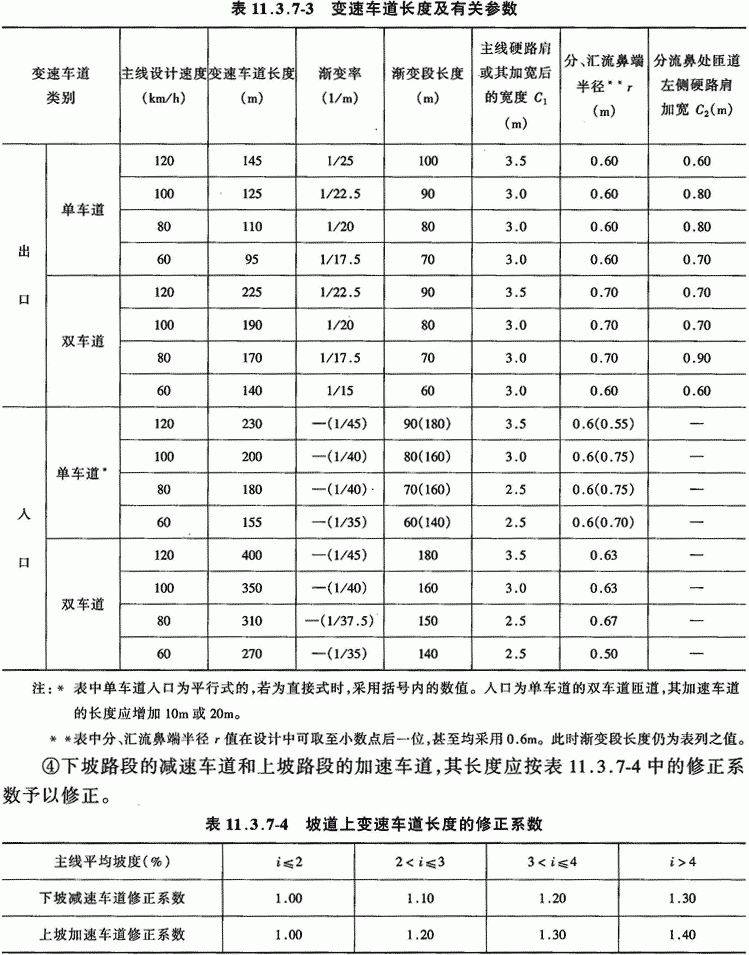 表 11.3.7-3 变速车道长度及有关参数
变速车道类别 主线设计速度(km/h) 变速车道长度(m) 渐变率(1/m) 渐变段长度(m) 主线硬路肩或其加宽后的宽度 C₁(m) 分、汇流鼻端半径** r(m) 分流鼻处匝道左侧硬路肩加宽 C₂(m)
出口 单车道 120 145 1/25 100 3.5 0.60 0.60
100 125 1/22.5 90 3.0 0.60 0.80
80 110 1/20 80 3.0 0.60 0.80
60 95 1/17.5 70 3.0 0.60 0.70
双车道 120 225 1/22.5 90 3.5 0.70 0.70
100 190 1/20 80 3.0 0.70 0.70
80 170 1/17.5 70 3.0 0.70 0.90
60 140 1/15 60 3.0 0.60 0.60
入口 单车道* 120 230 —(1/45) 90(180) 3.5 0.6(0.55) —
100 200 —(1/40) 80(160) 3.0 0.6(0.75) —
80 180 —(1/40) 70(160) 2.5 0.6(0.75) —
60 155 —(1/35) 60(140) 2.5 0.6(0.70) —
双车道 120 400 —(1/45) 180 3.5 0.63 —
100 350 —(1/40) 160 3.0 0.63 —
80 310 —(1/37.5) 150 2.5 0.67 —
60 270 —(1/35) 140 2.5 0.50 —
注:* 表中单车道入口为平行式的,若为直接式时,采用括号内的数值。入口为单车道的双车道匝道,其加速车道
的长度应增加 10m 或 20m。
**表中分、汇流鼻端半径 r 值在设计中可取至小数点后一位,甚至均采用 0.6m。此时渐变段长度仍为表列之值。
④下坡路段的减速车道和上坡路段的加速车道,其长度应按表 11.3.7-4 中的修正系
数予以修正。
表 11.3.7-4 坡道上变速车道长度的修正系数
主线平均坡度(%) i≤2 2<i≤3 3<i≤4 i>4
下坡减速车道修正系数 1.00 1.10 1.20 1.30
上坡加速车道修正系数 1.00 1.20 1.30 1.40